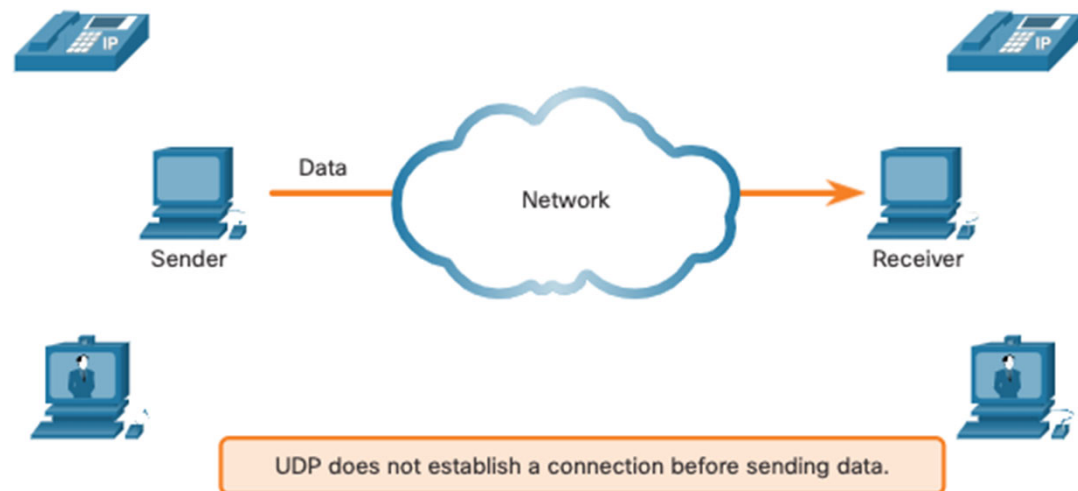 IP
IP
Data
Network
Sender
Receiver
UDP does not establish a connection before sending data.